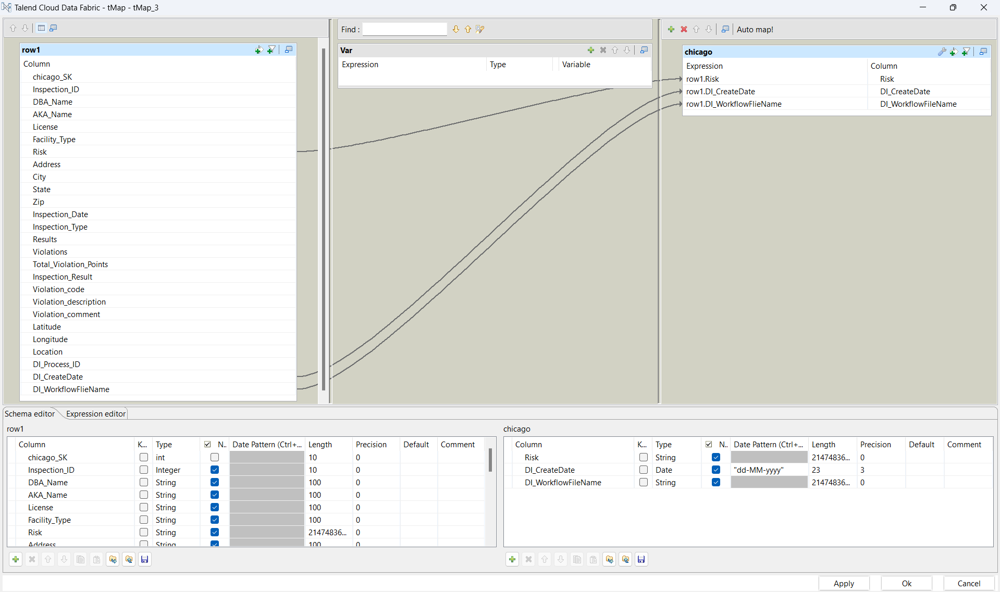 Talend Cloud Data Fabric - tMap - tMap_3
Find :
Auto map!
row1
Column
chicago_SK
Inspection_ID
DBA_Name
AKA_Name
License
Facility_Type
Risk
Address
City
State
Zip
Inspection_Date
Inspection_Type
Results
Violations
Total_Violation_Points
Inspection_Result
Violation_code
Violation_description
Violation_comment
Latitude
Longitude
Location
DI_Process_ID
DI_CreateDate
DI_WorkflowFlieName
Var
Expression Type Variable
chicago
Expression Column
row1.Risk Risk
row1.DI_CreateDate DI_CreateDate
row1.DI_WorkflowFlieName DI_WorkflowFileName
Schema editor Expression editor
row1
Column K... Type N.. Date Pattern (Ctrl+... Length Precision Default Comment
chicago_SK int 10 0
Inspection_ID Integer 10 0
DBA_Name String 100 0
AKA_Name String 100 0
License String 100 0
Facility_Type String 100 0
Risk String 21474836... 0
Address String 100 0
chicago
Column K... Type N.. Date Pattern (Ctrl+... Length Precision Default Comment
Risk String 21474836... 0
DI_CreateDate Date "dd-MM-yyyy" 23 3
DI_WorkflowFileName String 21474836... 0
Apply Ok Cancel